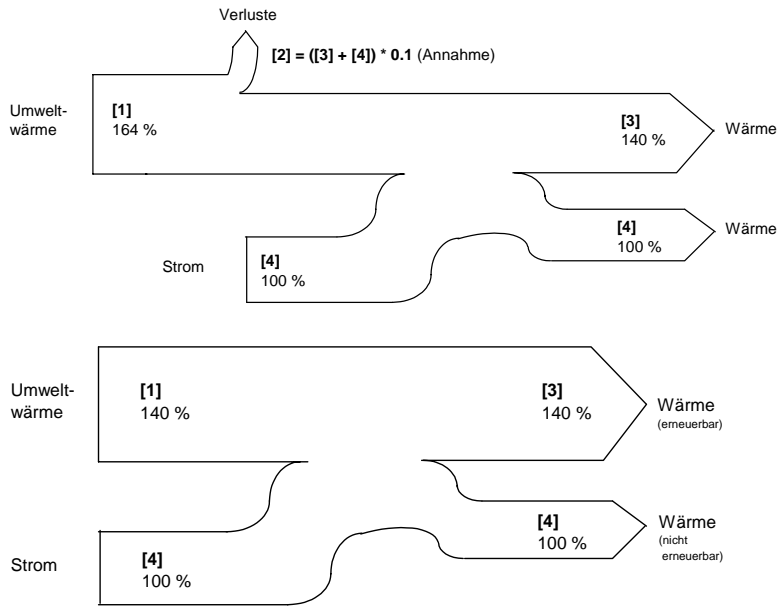 Verluste
[2] = ([3] + [4]) * 0.1 (Annahme)
Umwelt-
wärme
[1]
164 %
[3]
140 %
Wärme
[4]
100 %
Wärme
Strom
[4]
100 %
Umwelt-
wärme
[1]
140 %
[3]
140 %
Wärme
(erneuerbar)
[4]
100 %
Wärme
(nicht
erneuerbar)
Strom
[4]
100 %